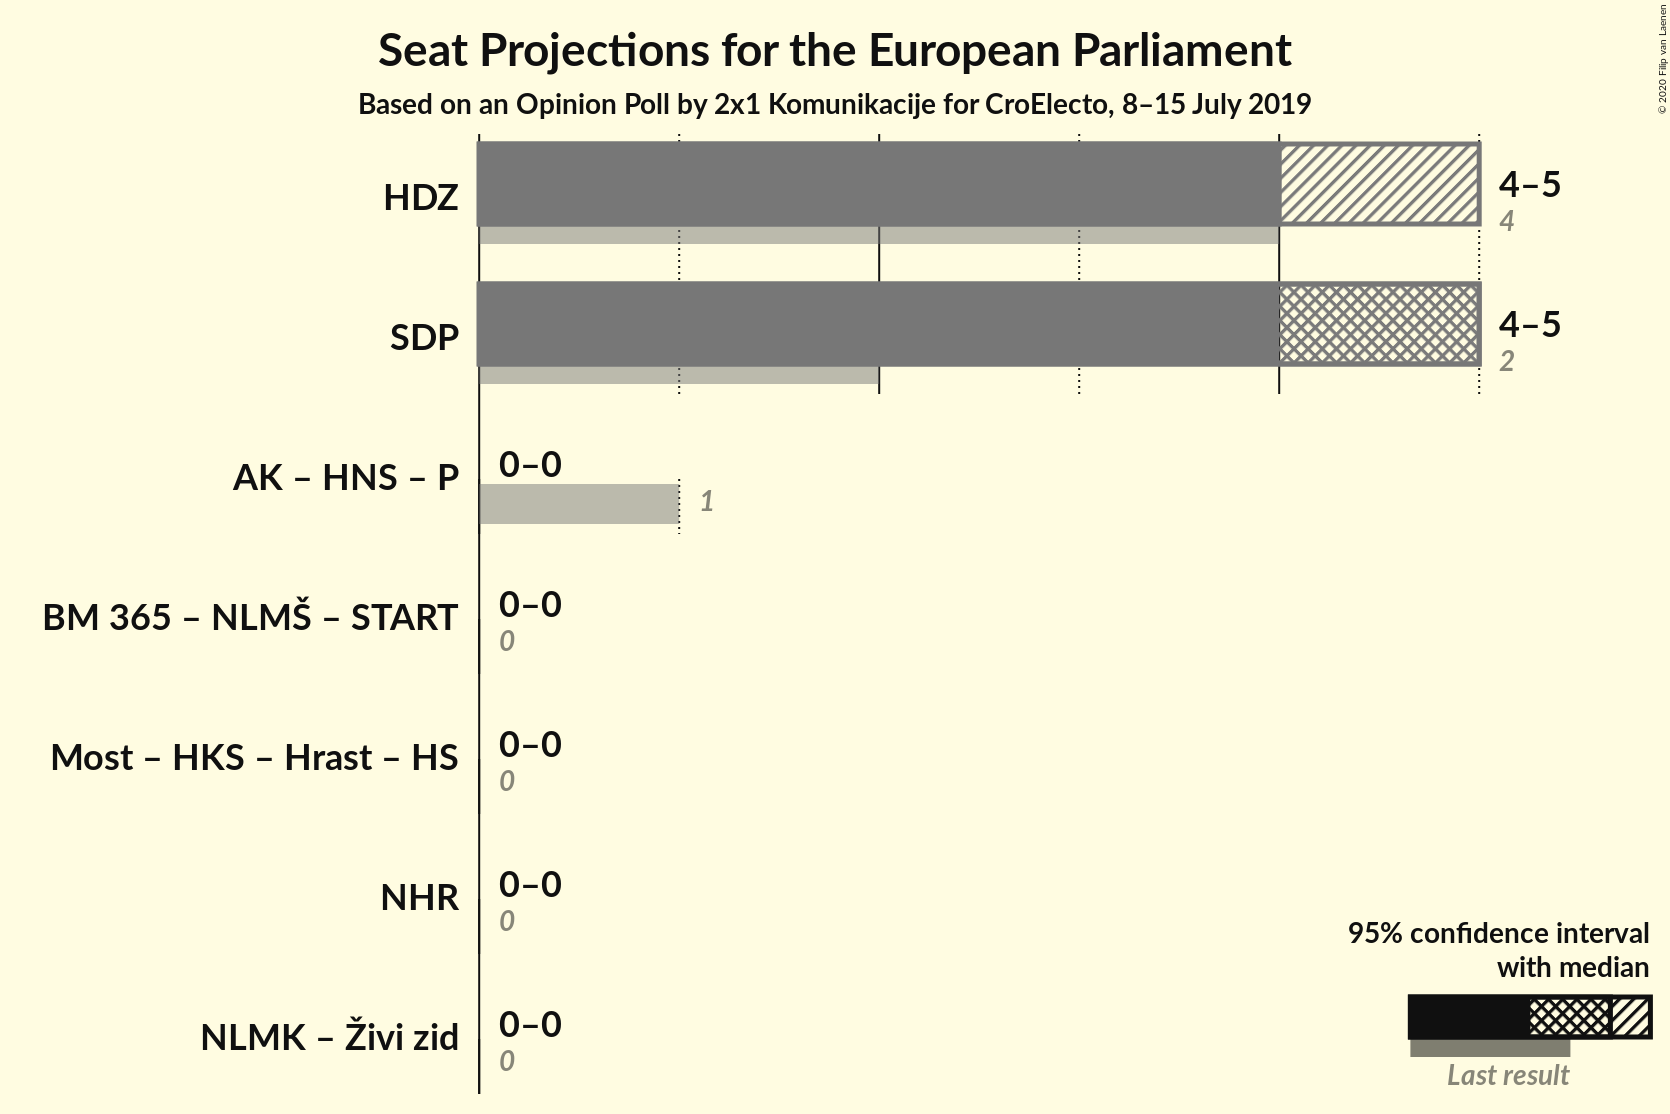 Seat Projections for the European Parliament
Based on an Opinion Poll by 2x1 Komunikacije for CroElecto, 8–15 July 2019
© 2020 Filip van Laenen
HDZ
4–5
4
SDP
4–5
2
AK – HNS – P
0–0
1
BM 365 – NLMŠ – START
0–0
0
Most – HKS – Hrast – HS
0–0
0
NHR
0–0
0
NLMK – Živi zid
0–0
0
95% confidence interval
with median
Last result